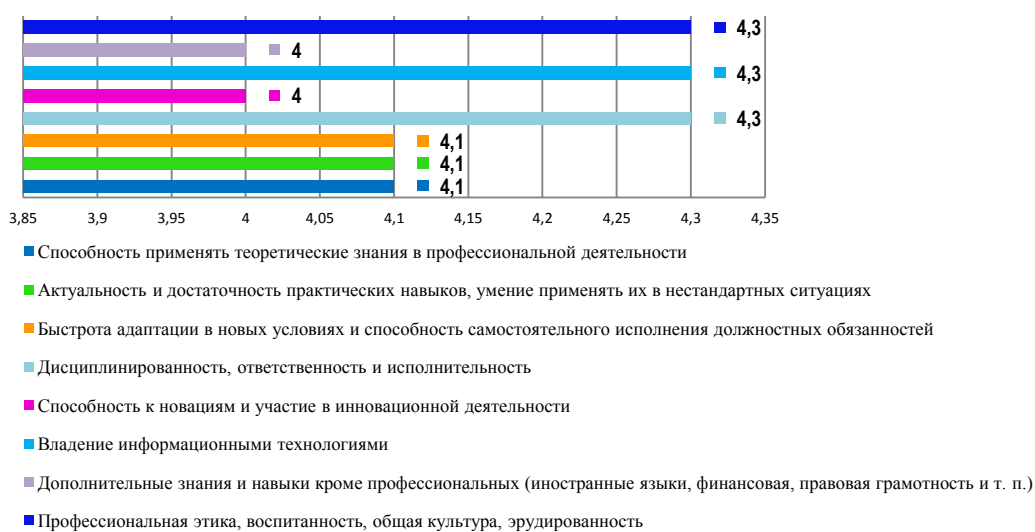 4,3
4
4,3
4
4,3
4,1
4,1
4,1
3,85 3,9 3,95 4 4,05 4,1 4,15 4,2 4,25 4,3 4,35
Способность применять теоретические знания в профессиональной деятельности
Актуальность и достаточность практических навыков, умение применять их в нестандартных ситуациях
Быстрота адаптации в новых условиях и способность самостоятельного исполнения должностных обязанностей
Дисциплинированность, ответственность и исполнительность
Способность к новациям и участие в инновационной деятельности
Владение информационными технологиями
Дополнительные знания и навыки кроме профессиональных (иностранные языки, финансовая, правовая грамотность и т. п.)
Профессиональная этика, воспитанность, общая культура, эрудированность